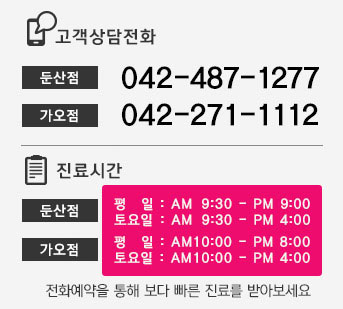 고객상담전화
둔산점 042-487-1277
가오점 042-271-1112
진료시간
둔산점
평 일 : AM 9:30 - PM 9:00
토요일 : AM 9:30 - PM 4:00
가오점
평 일 : AM10:00 - PM 8:00
토요일 : AM10:00 - PM 4:00
전화예약을 통해 보다 빠른 진료를 받아보세요